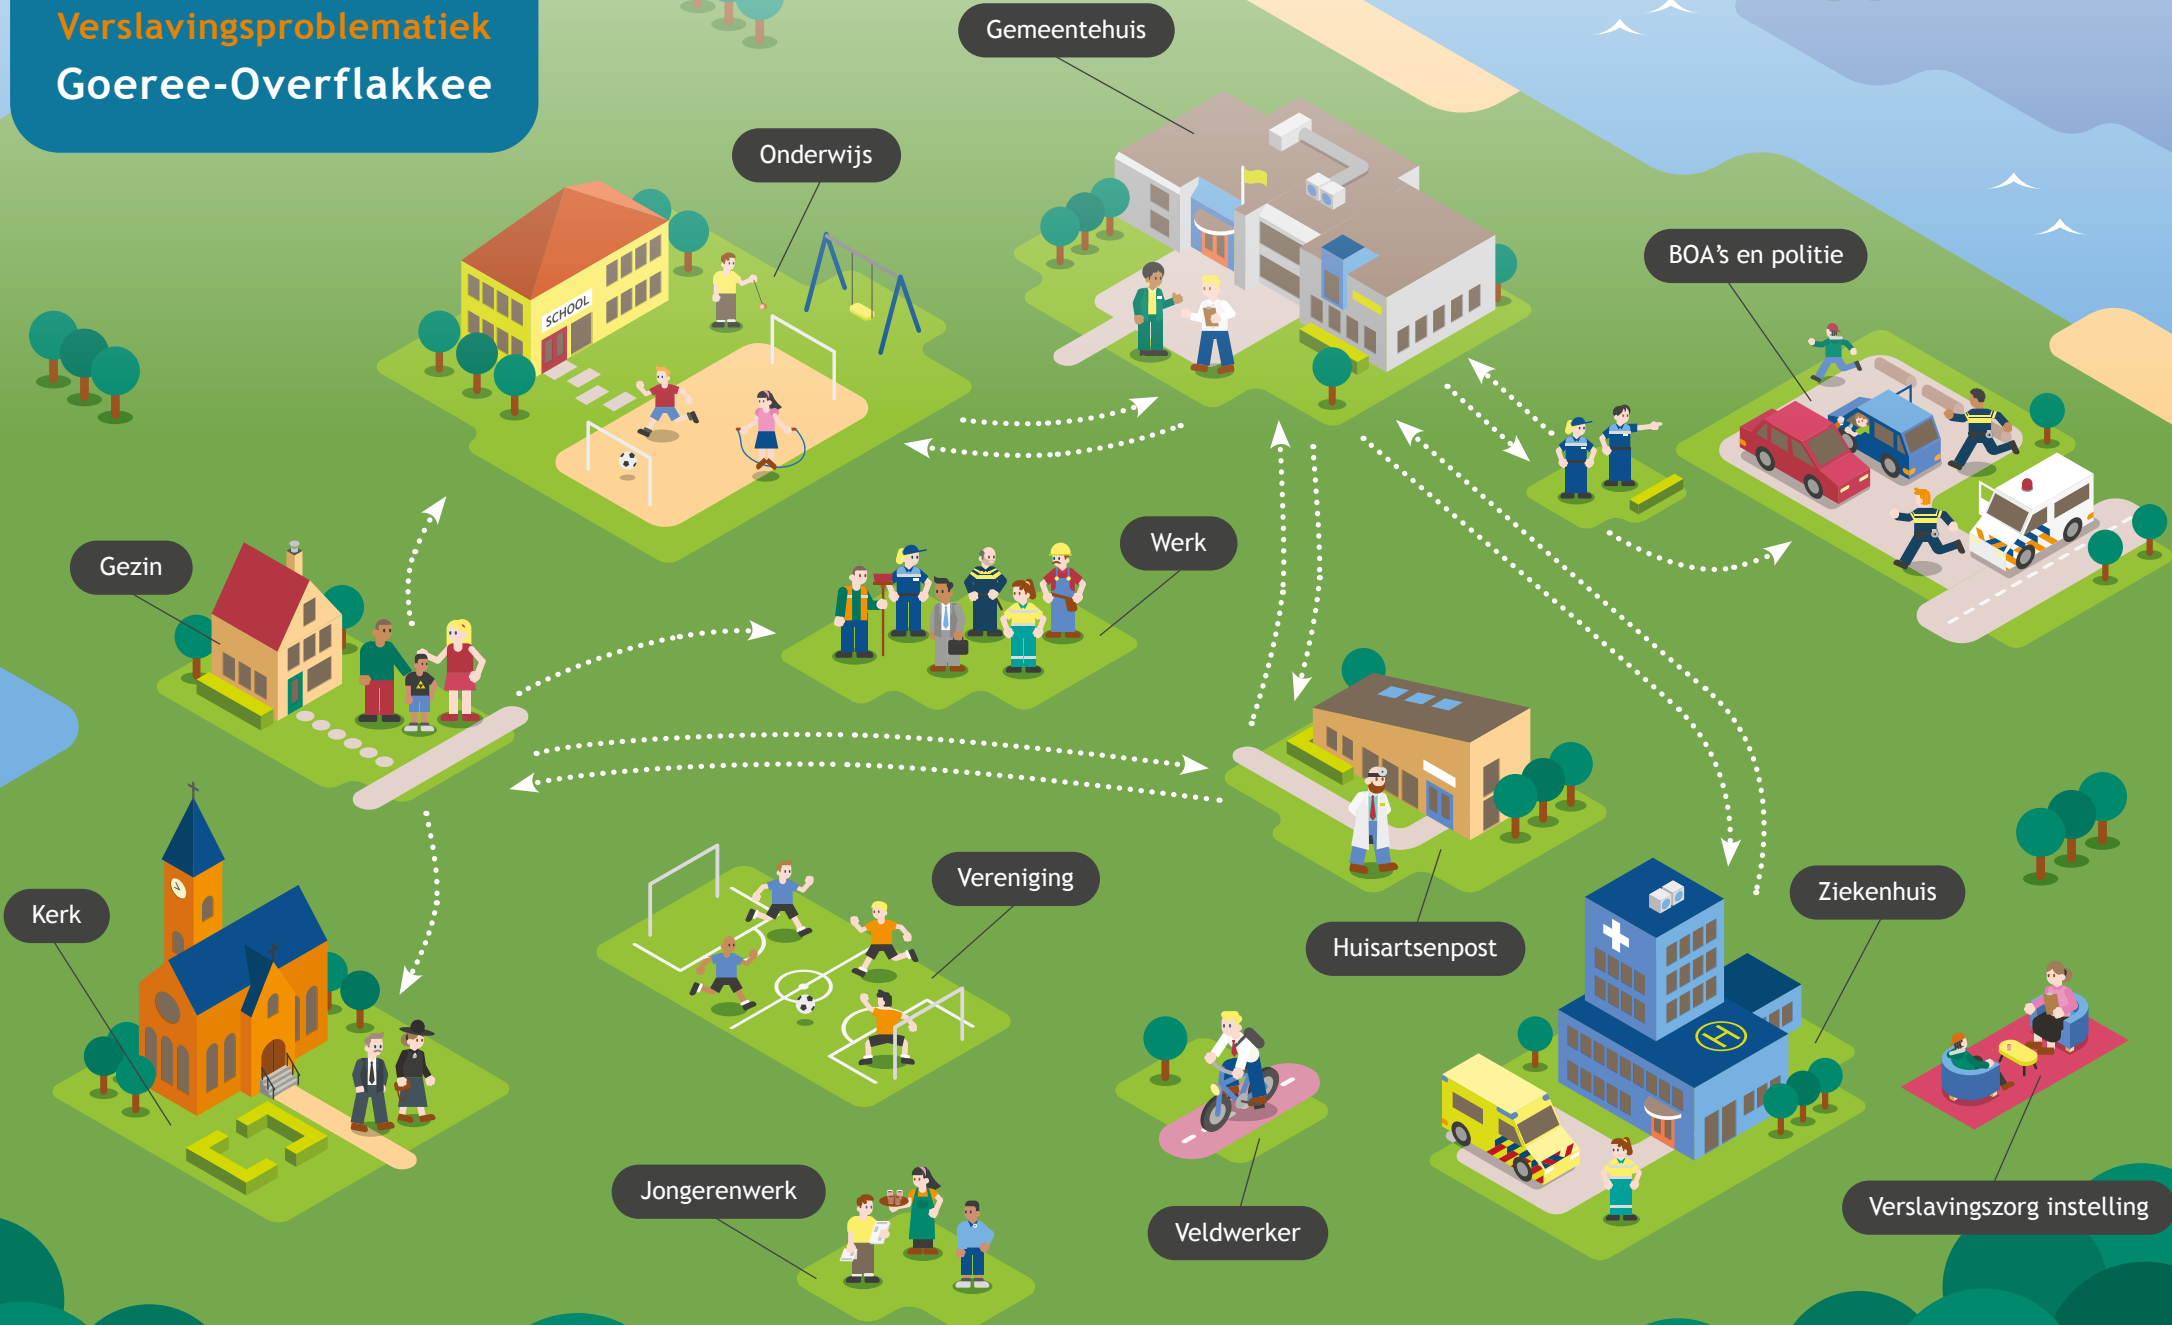 Verslavingsproblematiek
Goeree-Overflakkee
Gemeentehuis
Onderwijs
BOA's en politie
SCHOOL
Werk
Gezin
Vereniging
Ziekenhuis
Kerk
Huisartsenpost
Jongerenwerk
Verslavingszorg instelling
Veldwerker
H